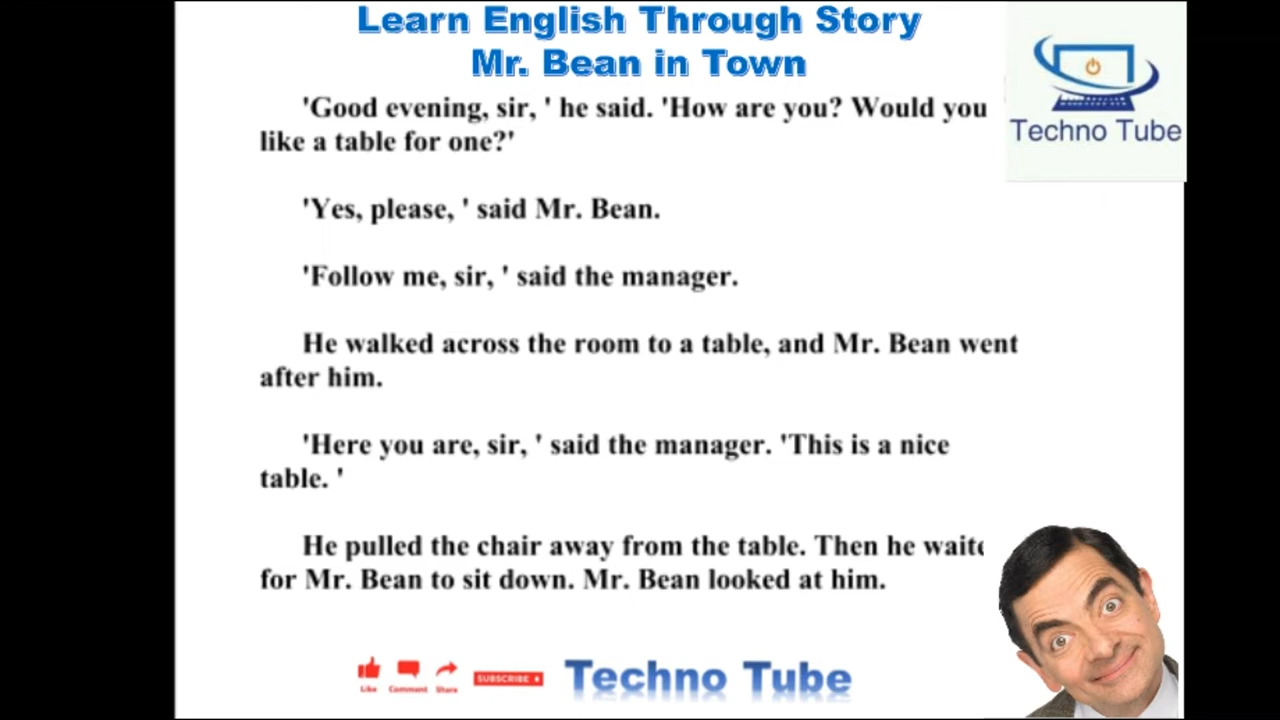 Learn English Through Story
Mr. Bean in Town
Techno Tube
'Good evening, sir, ' he said. 'How are you? Would you
like a table for one?'
'Yes, please, ' said Mr. Bean.
'Follow me, sir, ' said the manager.
He walked across the room to a table, and Mr. Bean went
after him.
'Here you are, sir, ' said the manager. 'This is a nice
table. '
He pulled the chair away from the table. Then he waite
for Mr. Bean to sit down. Mr. Bean looked at him.
Like Comment Share SUBSCRIBE Techno Tube